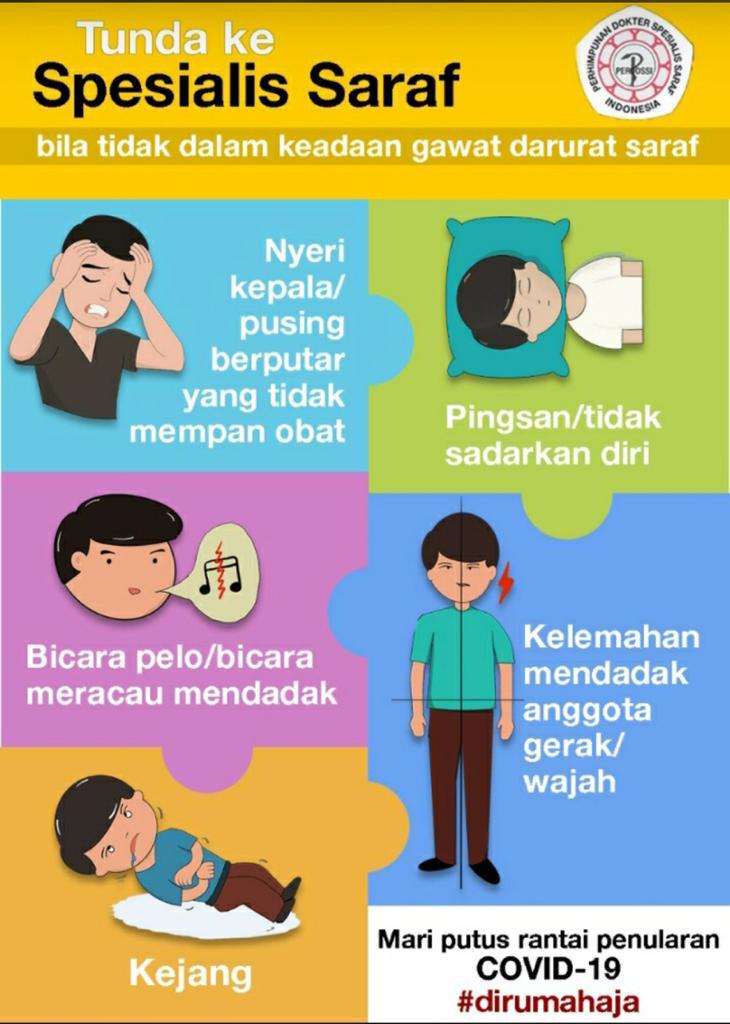 Tunda ke
Spesialis Saraf
PERHIMPUNAN DOKTER SPESIALIS SARAF
PERDOSSI
INDONESIA
bila tidak dalam keadaan gawat darurat saraf
Nyeri
kepala/
pusing
berputar
yang tidak
mempan obat
Pingsan/tidak
sadarkan diri
Bicara pelo/bicara
meracau mendadak
Kelemahan
mendadak
anggota
gerak/
wajah
Kejang
Mari putus rantai penularan
COVID-19
#dirumahaja